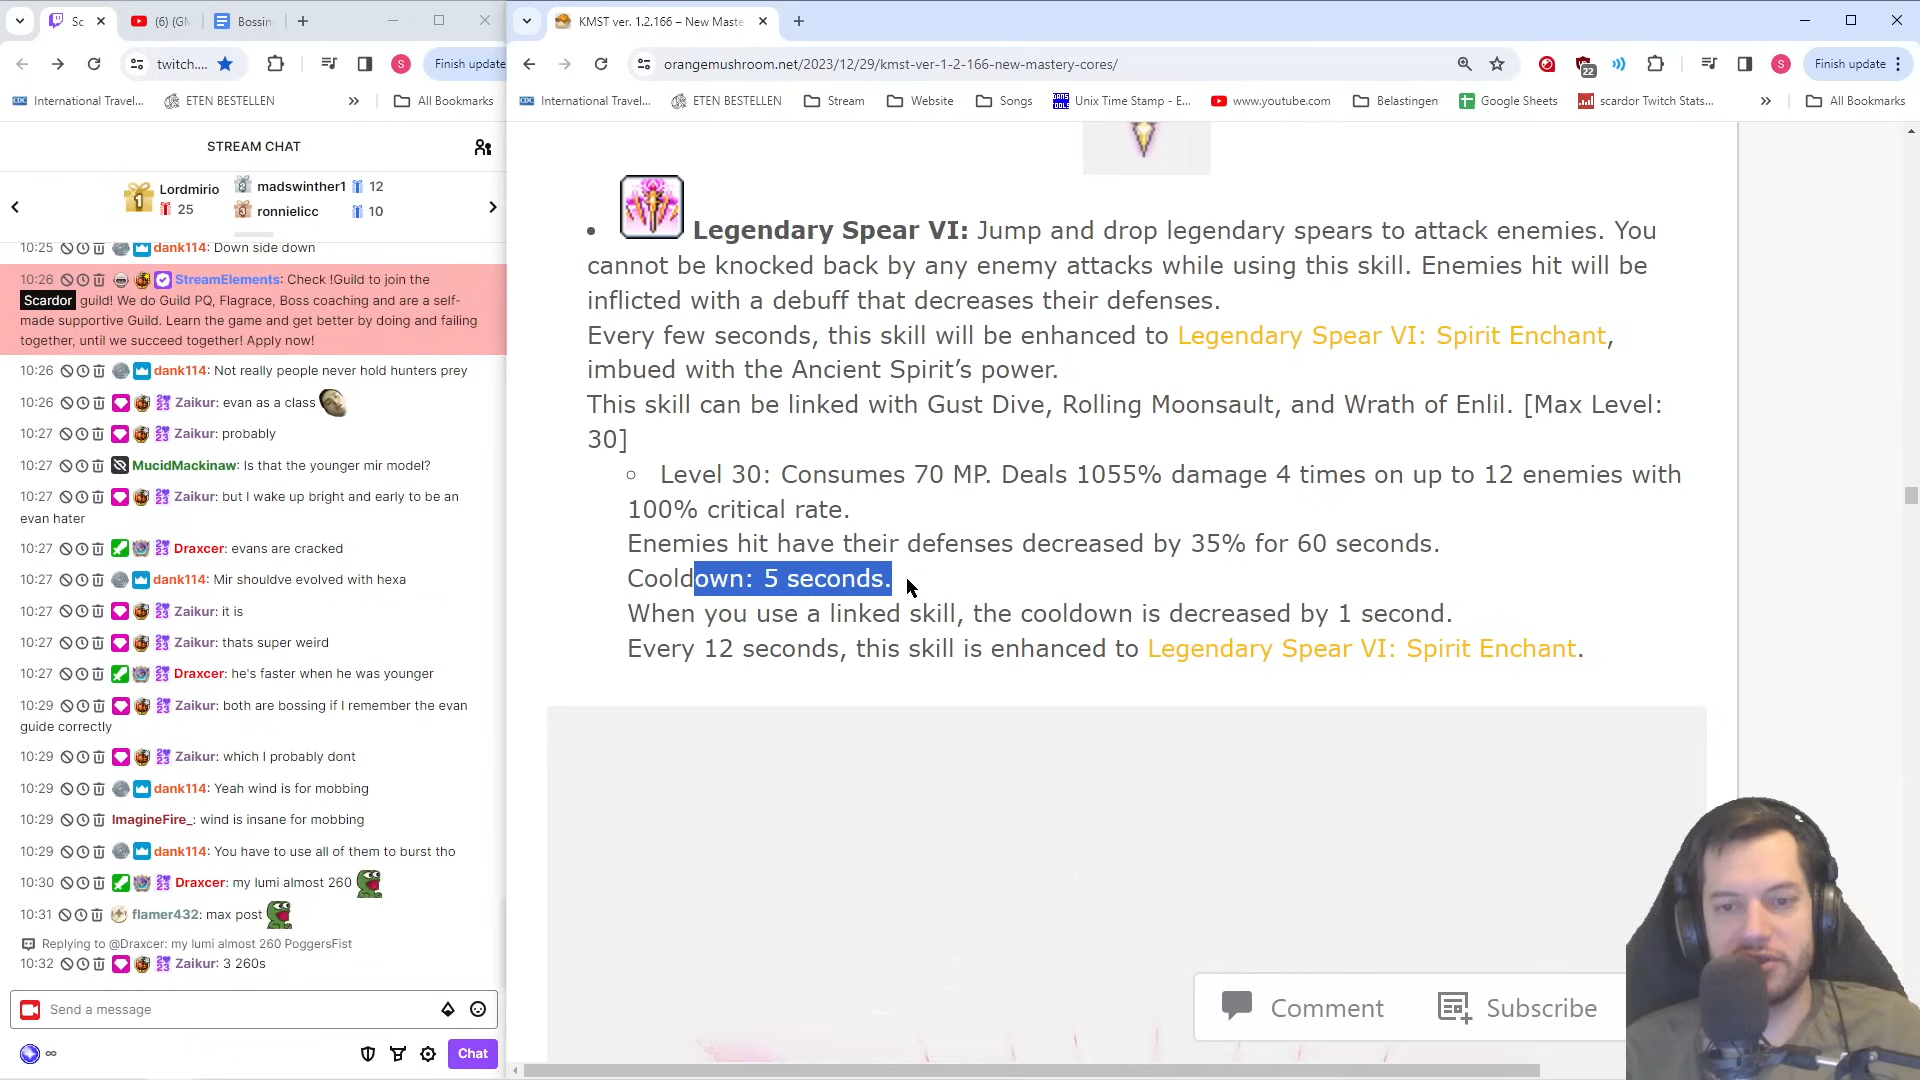 Sc
(6) (GM
Bossin
KMST ver. 1.2.166 – New Maste
twitch....
S
Finish update
orangemushroom.net/2023/12/29/kmst-ver-1-2-166-new-mastery-cores/
22
S
Finish update
International Travel...
ETEN BESTELLEN
»
All Bookmarks
International Travel...
ETEN BESTELLEN
Stream
Website
Songs
Unix Time Stamp - E...
www.youtube.com
Belastingen
Google Sheets
scardor Twitch Stats...
»
All Bookmarks
STREAM CHAT
1
Lordmirio
25
2
madswinther1
12
3
ronnielicc
10
10:25 dank114: Down side down
10:26 StreamElements: Check !Guild to join the
Scardor guild! We do Guild PQ, Flagrace, Boss coaching and are a self-
made supportive Guild. Learn the game and get better by doing and failing
together, until we succeed together! Apply now!
10:26 dank114: Not really people never hold hunters prey
10:26 Zaikur: evan as a class
10:27 Zaikur: probably
10:27 MucidMackinaw: Is that the younger mir model?
10:27 Zaikur: but I wake up bright and early to be an
evan hater
10:27 Draxcer: evans are cracked
10:27 dank114: Mir shouldve evolved with hexa
10:27 Zaikur: it is
10:27 Zaikur: thats super weird
10:27 Draxcer: he's faster when he was younger
10:29 Zaikur: both are bossing if I remember the evan
guide correctly
10:29 Zaikur: which I probably dont
10:29 dank114: Yeah wind is for mobbing
10:29 ImagineFire_: wind is insane for mobbing
10:29 dank114: You have to use all of them to burst tho
10:30 Draxcer: my lumi almost 260
10:31 flamer432: max post
Replying to @Draxcer: my lumi almost 260 PoggersFist
10:32 Zaikur: 3 260s
Send a message
∞
Chat
Legendary Spear VI: Jump and drop legendary spears to attack enemies. You
cannot be knocked back by any enemy attacks while using this skill. Enemies hit will be
inflicted with a debuff that decreases their defenses.
Every few seconds, this skill will be enhanced to Legendary Spear VI: Spirit Enchant,
imbued with the Ancient Spirit’s power.
This skill can be linked with Gust Dive, Rolling Moonsault, and Wrath of Enlil. [Max Level:
30]
Level 30: Consumes 70 MP. Deals 1055% damage 4 times on up to 12 enemies with
100% critical rate.
Enemies hit have their defenses decreased by 35% for 60 seconds.
Cooldown: 5 seconds.
When you use a linked skill, the cooldown is decreased by 1 second.
Every 12 seconds, this skill is enhanced to Legendary Spear VI: Spirit Enchant.
Comment
Subscribe